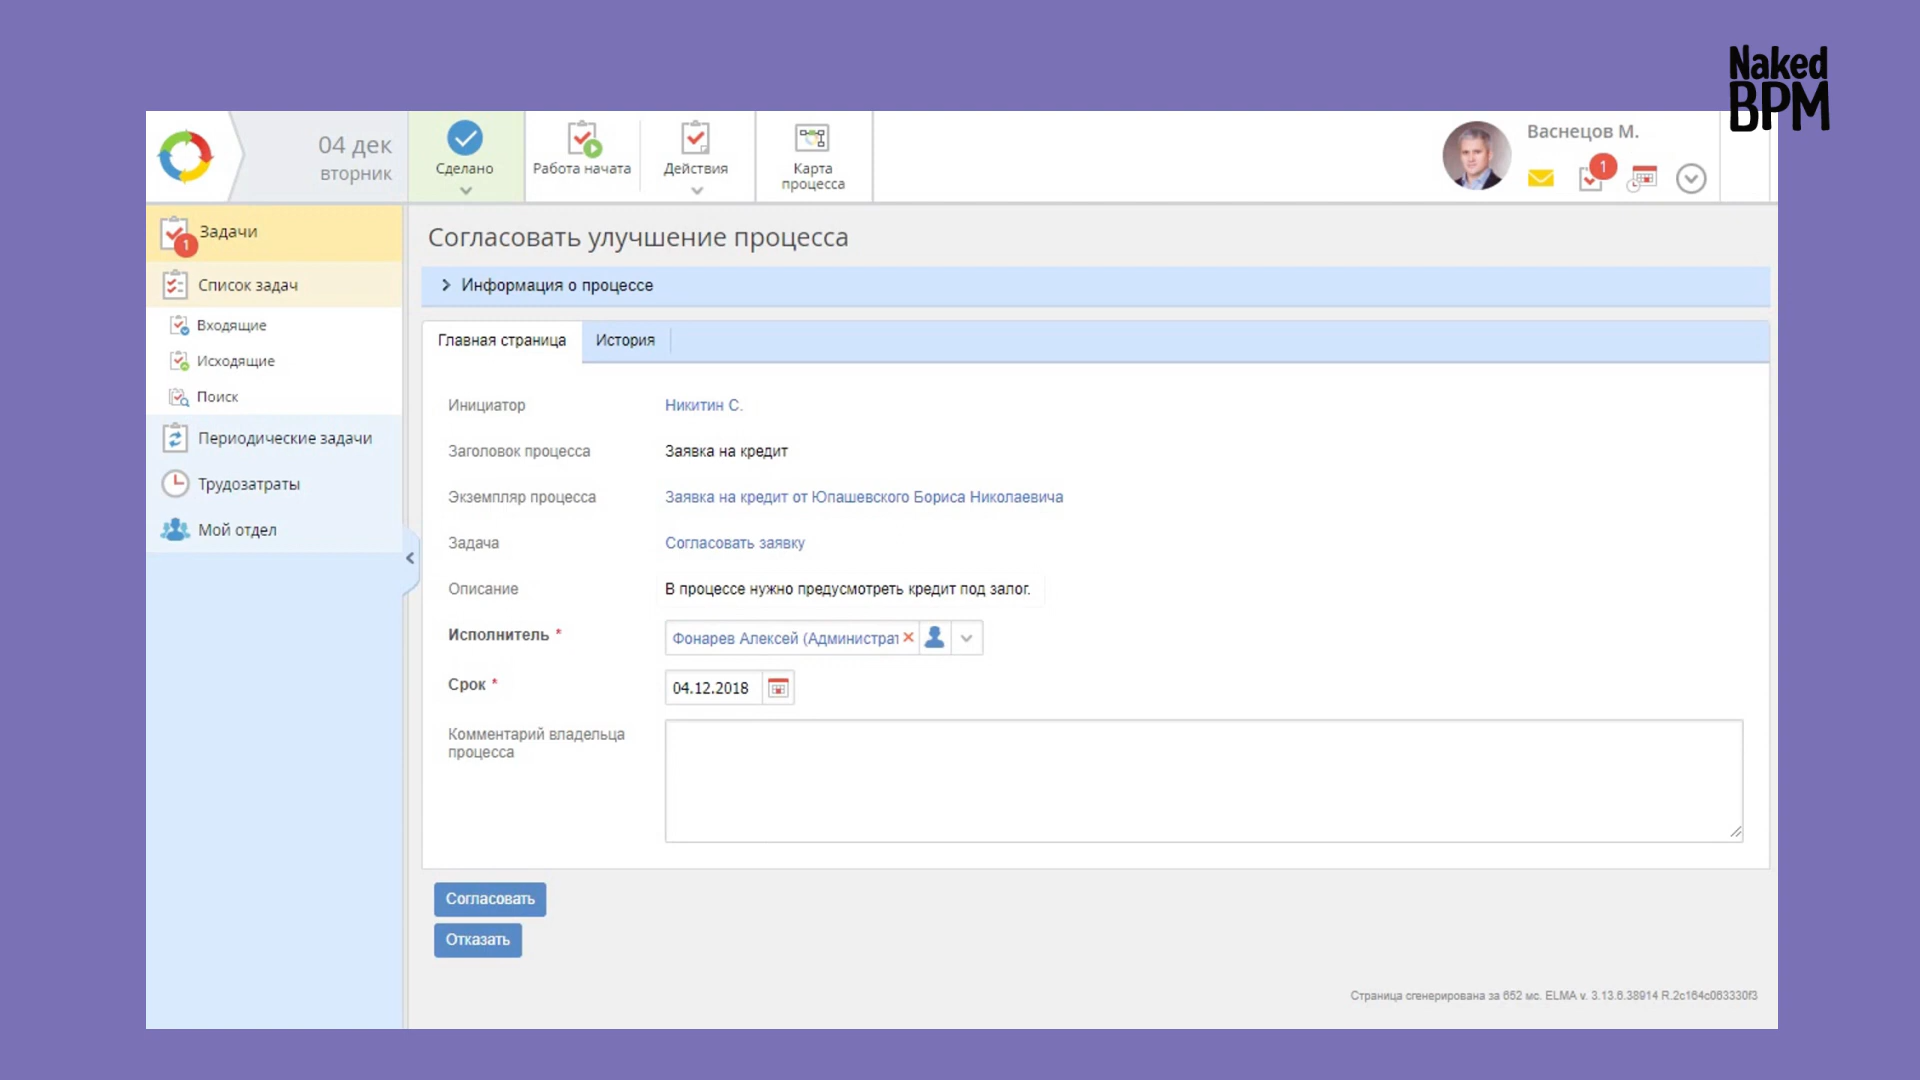 Naked
BPM
04 дек
вторник
Сделано
Работа начата
Действия
Карта
процесса
Васнецов М.
1
Задачи
1
Список задач
Входящие
Исходящие
Поиск
Периодические задачи
Трудозатраты
Мой отдел
Согласовать улучшение процесса
Информация о процессе
Главная страница
История
Инициатор
Никитин С.
Заголовок процесса
Заявка на кредит
Экземпляр процесса
Заявка на кредит от Юпашевского Бориса Николаевича
Задача
Согласовать заявку
Описание
В процессе нужно предусмотреть кредит под залог.
Исполнитель *
Фонарев Алексей (Администрат
Срок *
04.12.2018
Комментарий владельца
процесса
Согласовать
Отказать
Страница сгенерирована за 652 мс. ELMA v. 3.13.6.38914 R.2c164c063330f3